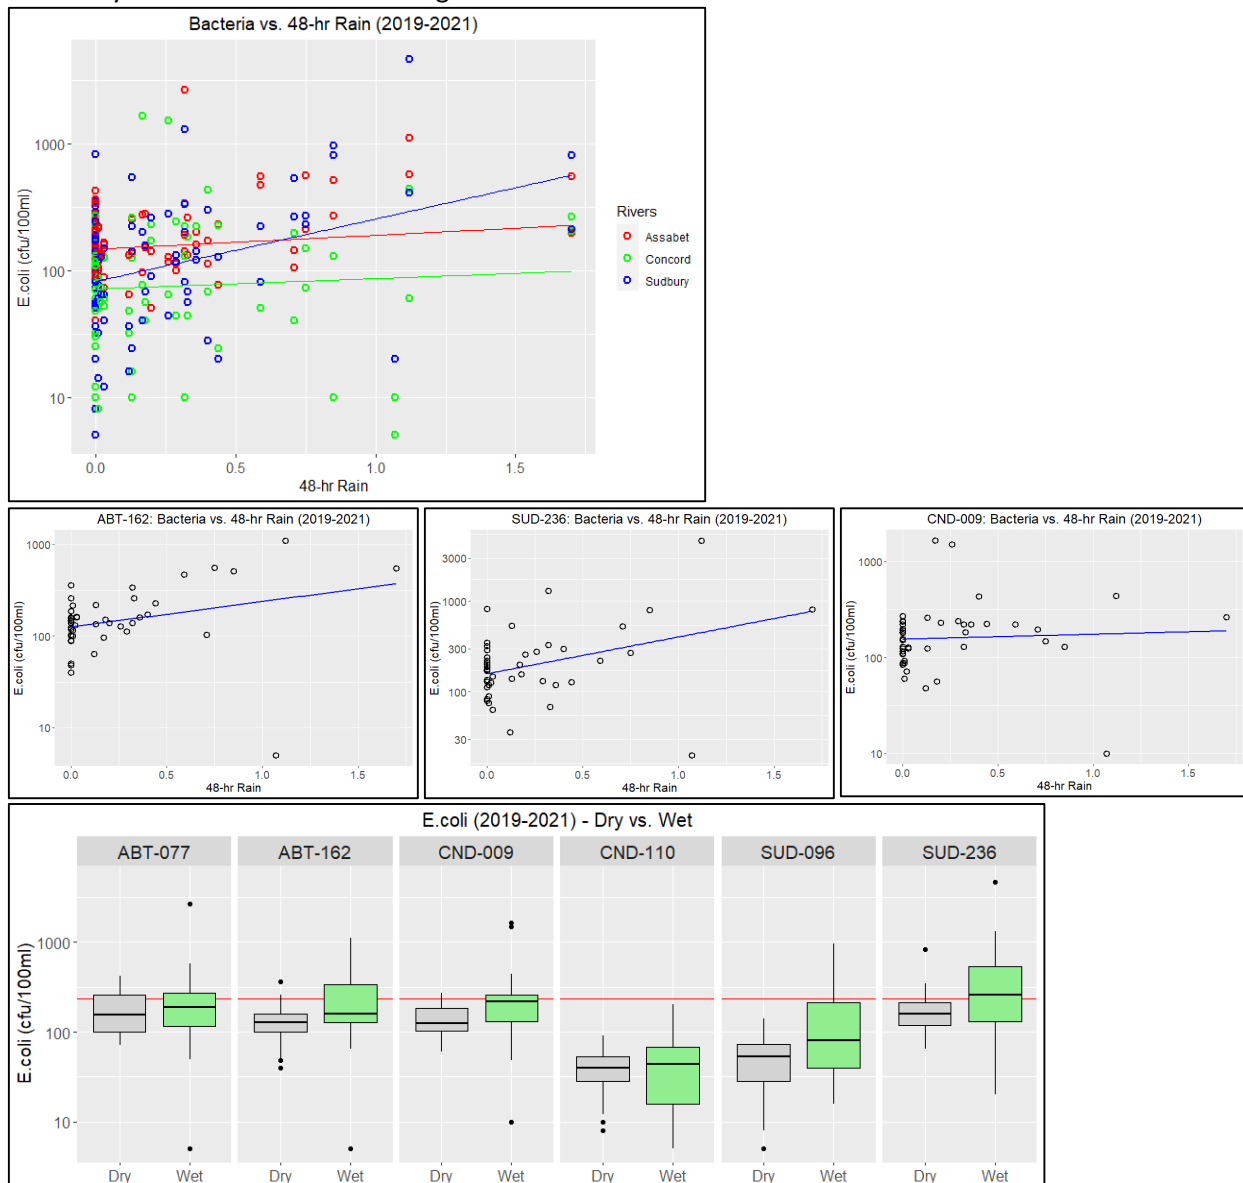 Bacteria vs. 48-hr Rain (2019-2021)
E.coli (cfu/100ml)
1000
100
10
0.0 0.5 1.0 1.5
48-hr Rain
Rivers
Assabet
Concord
Sudbury
ABT-162: Bacteria vs. 48-hr Rain (2019-2021)
E.coli (cfu/100ml)
1000
100
10
0.0 0.5 1.0 1.5
48-hr Rain
SUD-236: Bacteria vs. 48-hr Rain (2019-2021)
E.coli (cfu/100ml)
3000
1000
300
100
30
0.0 0.5 1.0 1.5
48-hr Rain
CND-009: Bacteria vs. 48-hr Rain (2019-2021)
E.coli (cfu/100ml)
1000
100
10
0.0 0.5 1.0 1.5
48-hr Rain
E.coli (2019-2021) - Dry vs. Wet
ABT-077 ABT-162 CND-009 CND-110 SUD-096 SUD-236
E.coli (cfu/100ml)
1000
100
10
Dry Wet Dry Wet Dry Wet Dry Wet Dry Wet Dry Wet